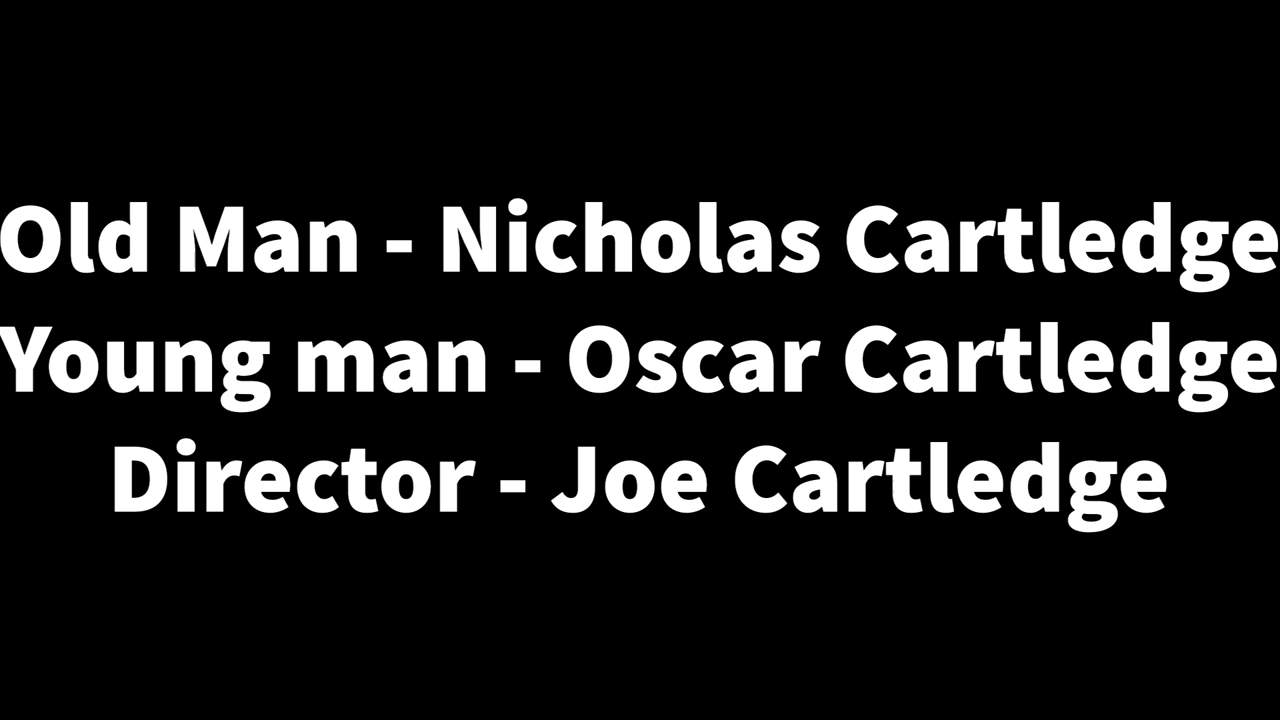 Old Man - Nicholas Cartledge
Young man - Oscar Cartledge
Director - Joe Cartledge